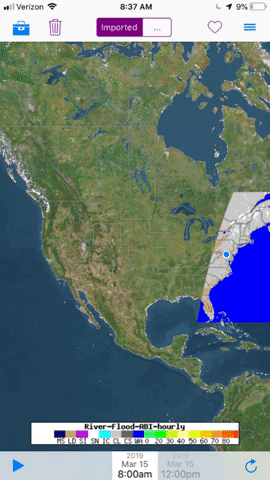 Verizon 8:37 AM 9%
Imported ...
River-Flood-ABI-hourly
MS LD SI SN IC CL CS WA 0 20 30 40 50 60 70 80
2019 2019
Mar 15 Mar 15
8:00am 12:00pm